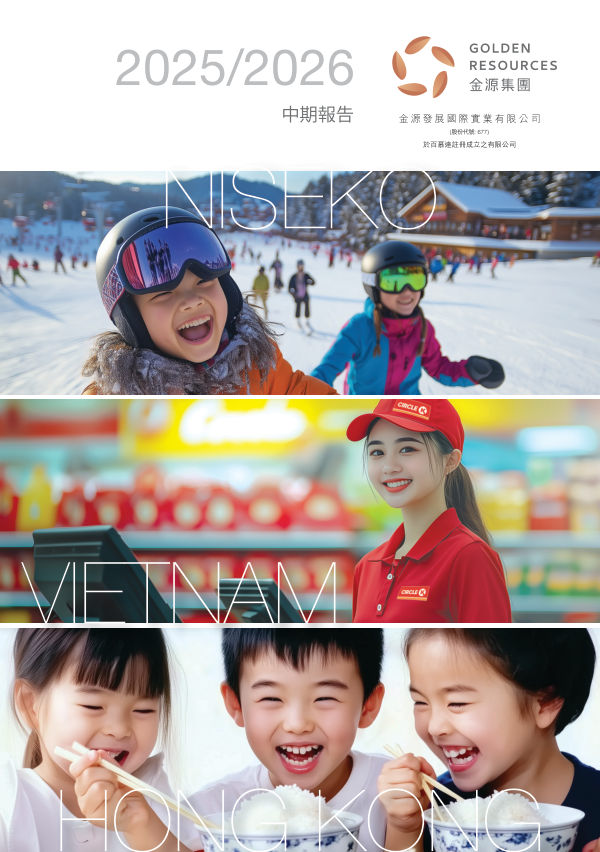 2025/2026
中期報告
GOLDEN
RESOURCES
金源集團
金源發展國際實業有限公司
(股份代號: 677)
於百慕達註冊成立之有限公司
NISEKO
CIRCLE K
CIRCLE K
VIETNAM
HONG KONG